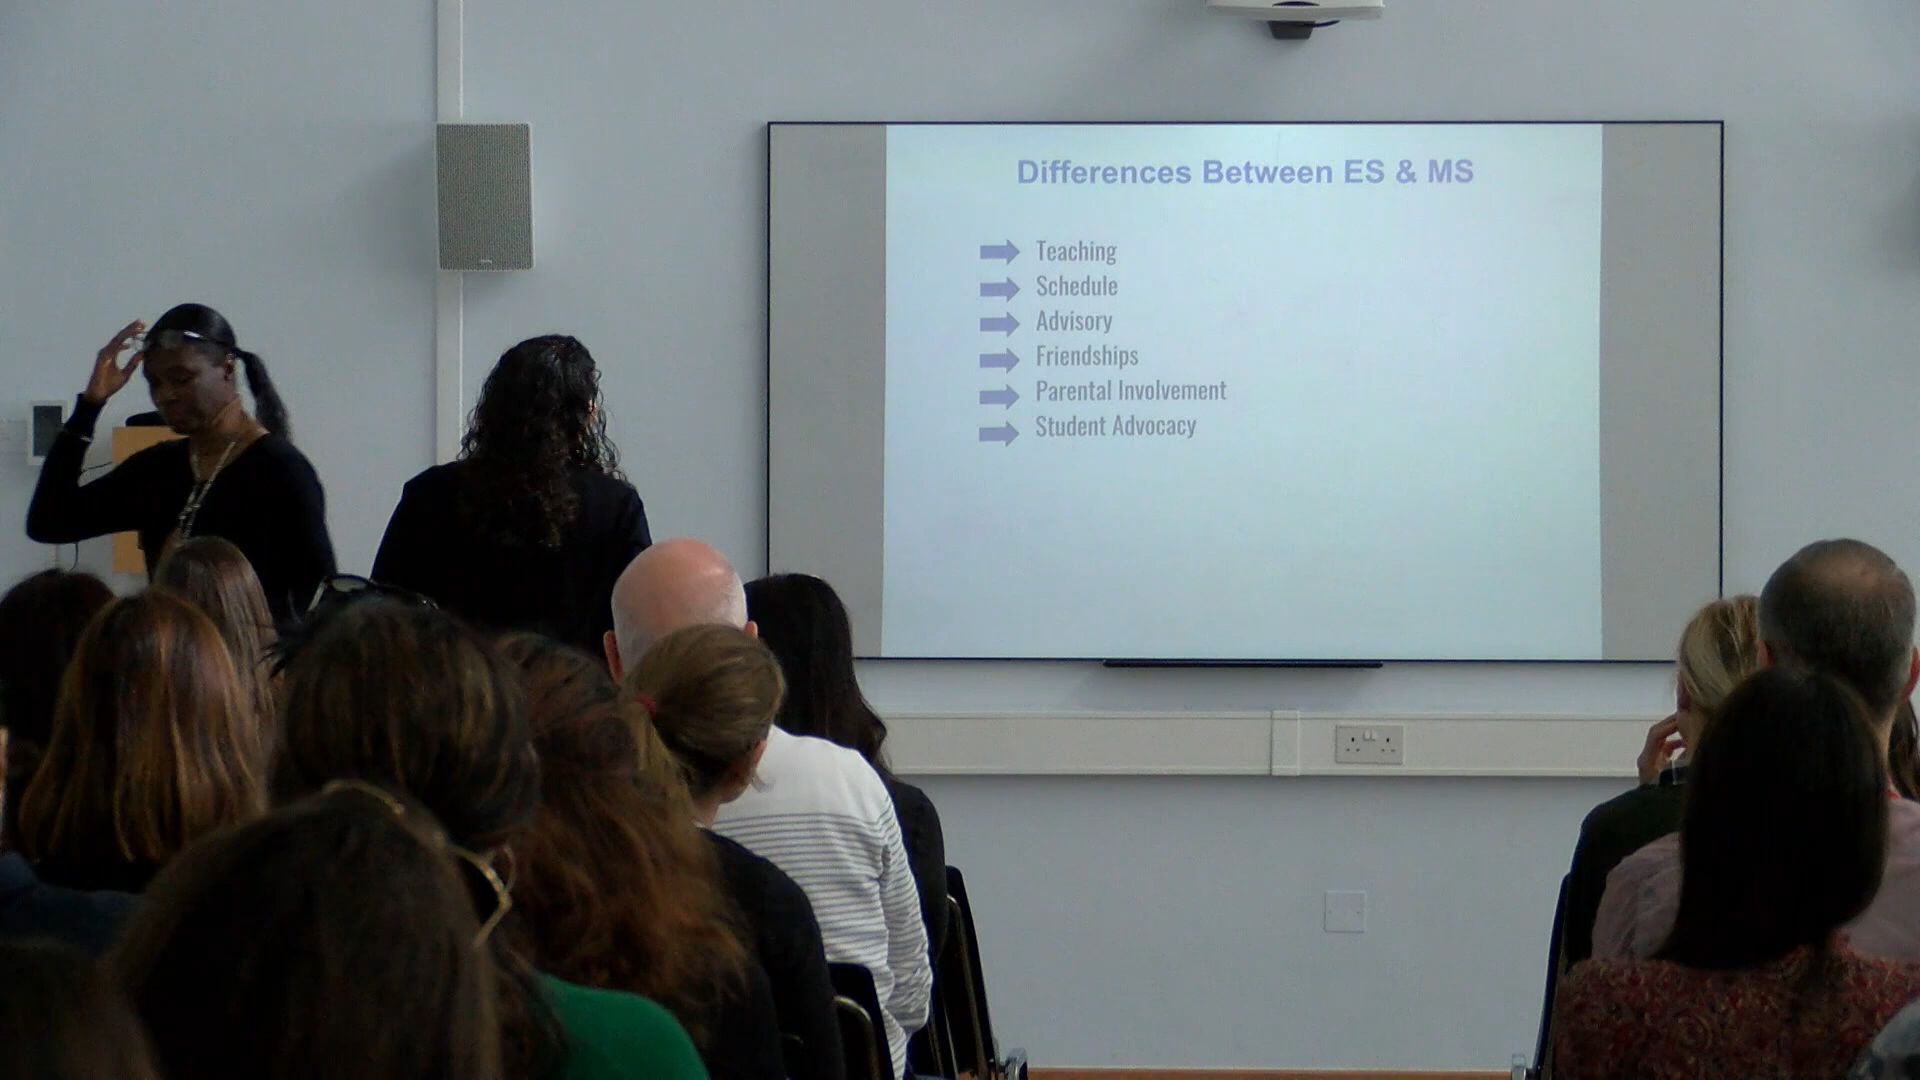 Differences Between ES & MS
Teaching
Schedule
Advisory
Friendships
Parental Involvement
Student Advocacy